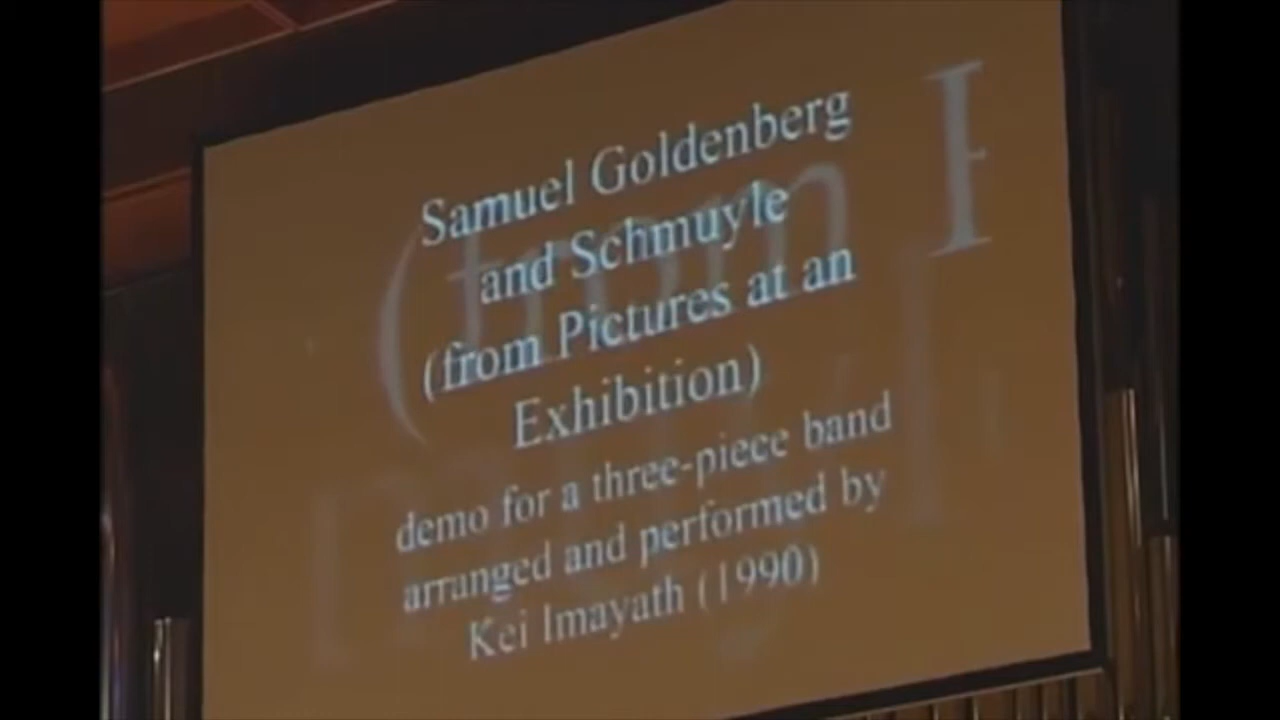 Samuel Goldenberg
and Schmuyle
(from Pictures at an
Exhibition)
demo for a three-piece band
arranged and performed by
Kei Imayath (1990)